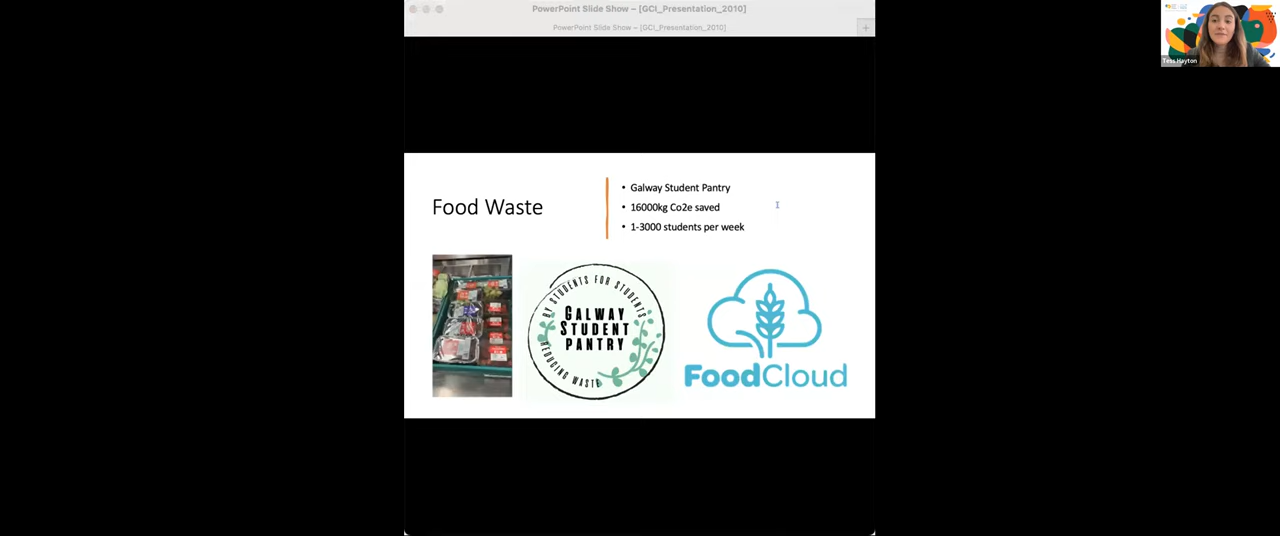 PowerPoint Slide Show – [GCI_Presentation_2010]
PowerPoint Slide Show – [GCI_Presentation_2010]
Tess Hayton
Food Waste
• Galway Student Pantry
• 16000kg Co2e saved
• 1-3000 students per week
BY STUDENTS FOR STUDENTS
GALWAY
STUDENT
PANTRY
REDUCING WASTE
FoodCloud